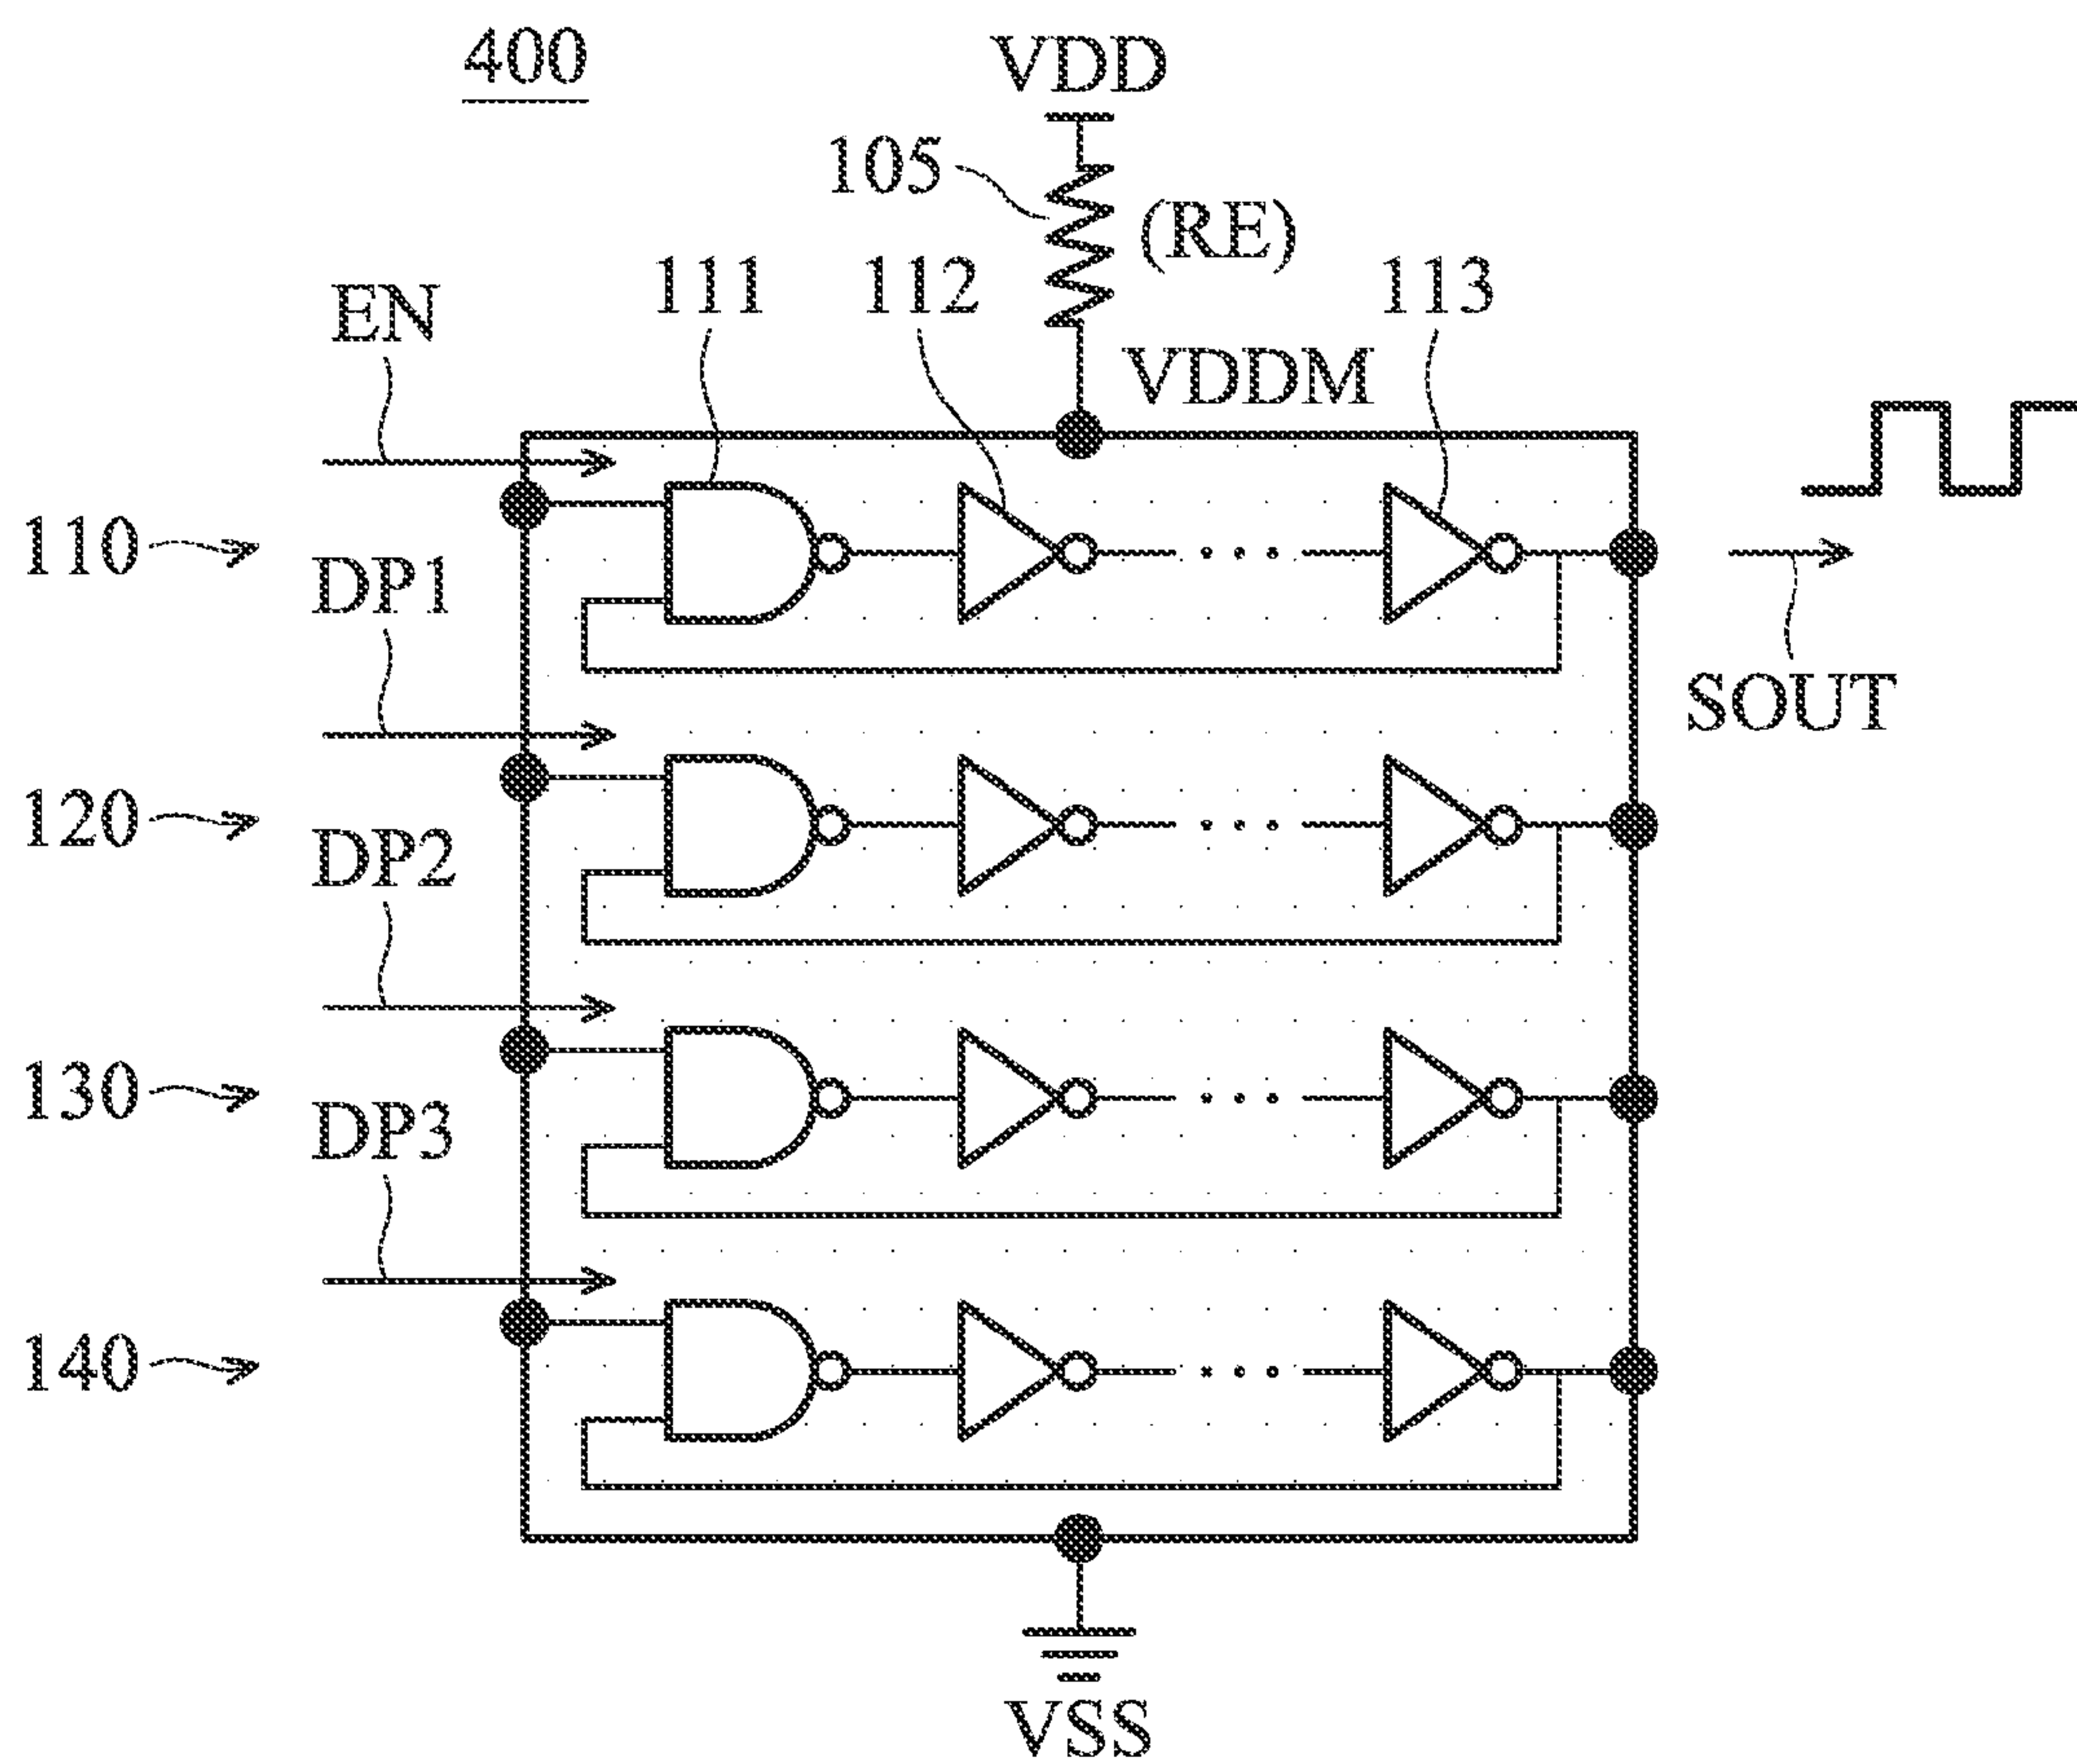 400
VDD
105
(RE)
EN
111
112
113
VDDM
110
DP1
SOUT
120
DP2
130
DP3
140
VSS